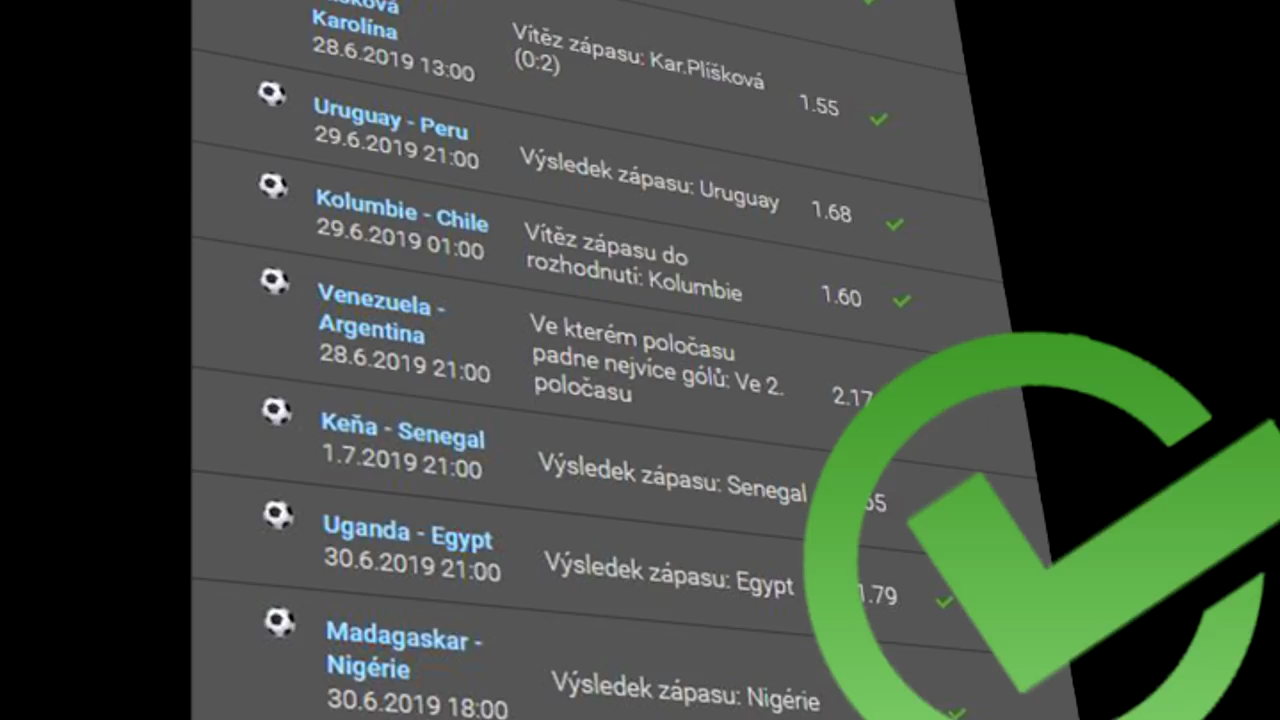 Karolína
28.6.2019 13:00
Vítěz zápasu: Kar.Plíšková
(0:2)
1.55
Uruguay - Peru
29.6.2019 21:00
Výsledek zápasu: Uruguay
1.68
Kolumbie - Chile
29.6.2019 01:00
Vítěz zápasu do
rozhodnutí: Kolumbie
1.60
Venezuela -
Argentina
28.6.2019 21:00
Ve kterém poločasu
padne nejvíce gólů: Ve 2.
poločasu
2.17
Keňa - Senegal
1.7.2019 21:00
Výsledek zápasu: Senegal
Uganda - Egypt
30.6.2019 21:00
Výsledek zápasu: Egypt
1.79
Madagaskar -
Nigérie
30.6.2019 18:00
Výsledek zápasu: Nigérie